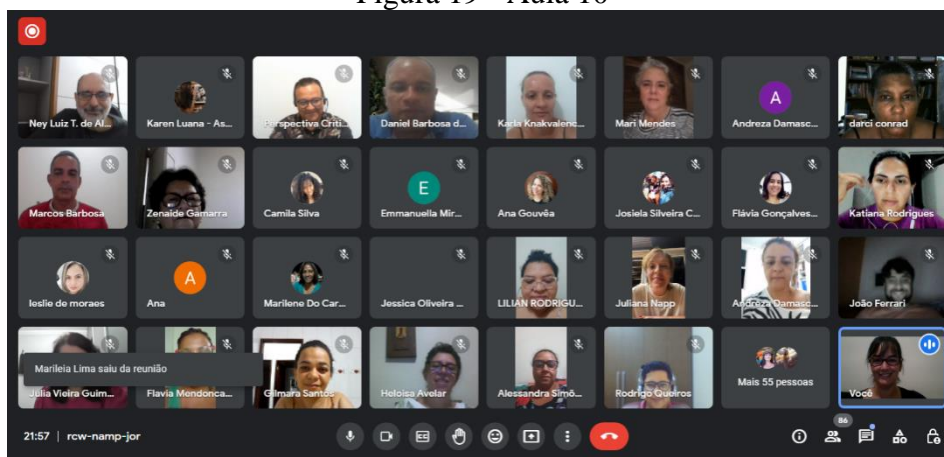 Figura 19 - Aula 16
Ney Luiz T. de Al...
Karen Luana - As...
Perspectiva Críti...
Daniel Barbosa d...
Karla Knakvalenc...
Mari Mendes
A
Andreza Damasc...
darci conrad
Marcos Barbosa
Zenaide Gamarra
Camila Silva
E
Emmanuella Mir...
Ana Gouvêa
Josiela Silveira C...
Flávia Gonçalves...
Katiana Rodrigues
leslie de moraes
A
Ana
Marilene Do Car...
Jessica Oliveira ...
LILIAN RODRIGU...
Juliana Napp
Andreza Damasc...
João Ferrari
Marileia Lima saiu da reunião
Julia Vieira Guim...
Flavia Mendonca...
Gilmara Santos
Heloisa Avelar
Alessandra Simõ...
Rodrigo Queiros
Mais 55 pessoas
Você
21:57 | rcw-namp-jor
CC
86